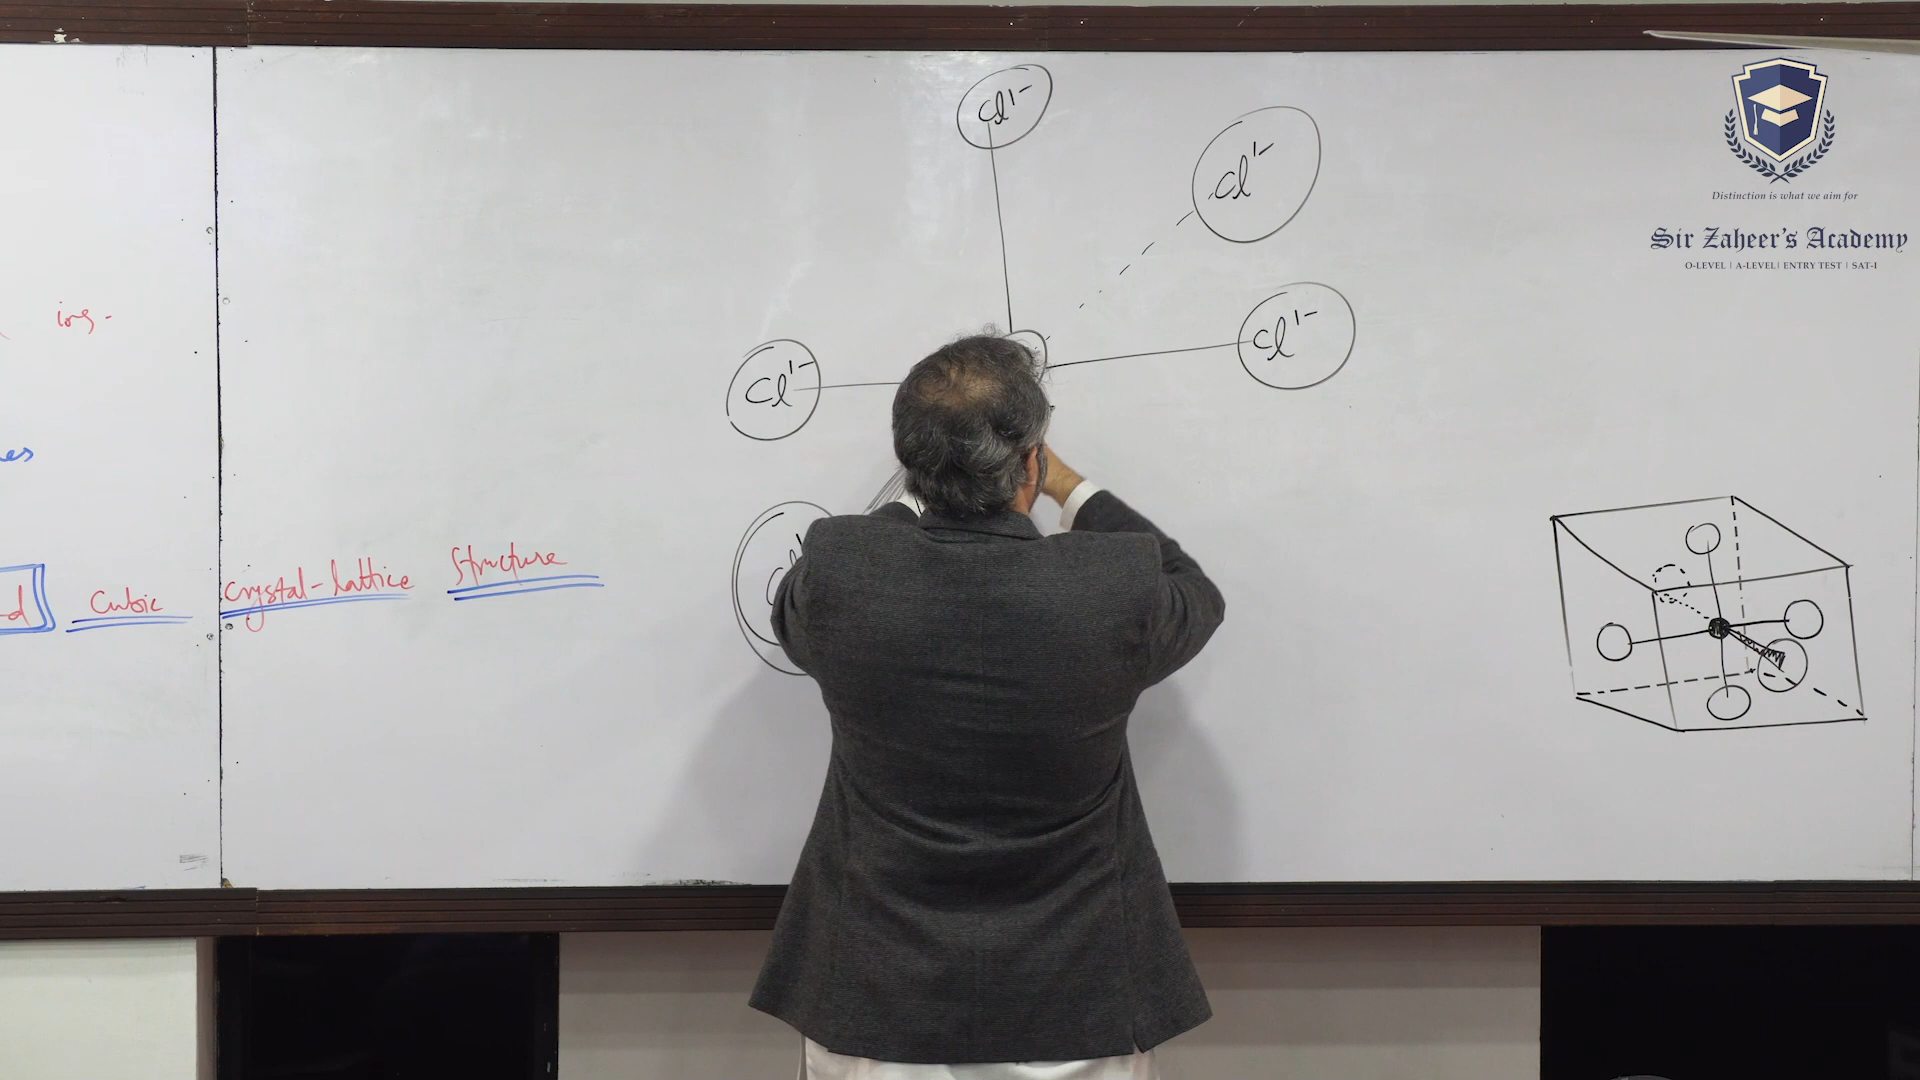 Cl¹⁻
Cl¹⁻
Cl¹⁻
Cl¹⁻
ions-
Cubic Crystal-lattice Structure
Distinction is what we aim for
Sir Zaheer's Academy
O-LEVEL | A-LEVEL | ENTRY TEST | SAT-I